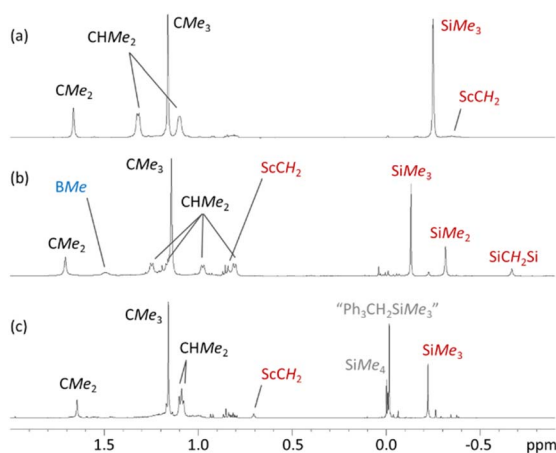 (a)
CMe₃
SiMe₃
CHMe₂
ScCH₂
CMe₂
(b)
CMe₃
SiMe₃
ScCH₂
BMe
CHMe₂
SiMe₂
CMe₂
SiCH₂Si
(c)
"Ph₃CH₂SiMe₃"
CMe₃
CHMe₂
SiMe₄
SiMe₃
CMe₂
ScCH₂
1.5 1.0 0.5 0.0 -0.5 ppm